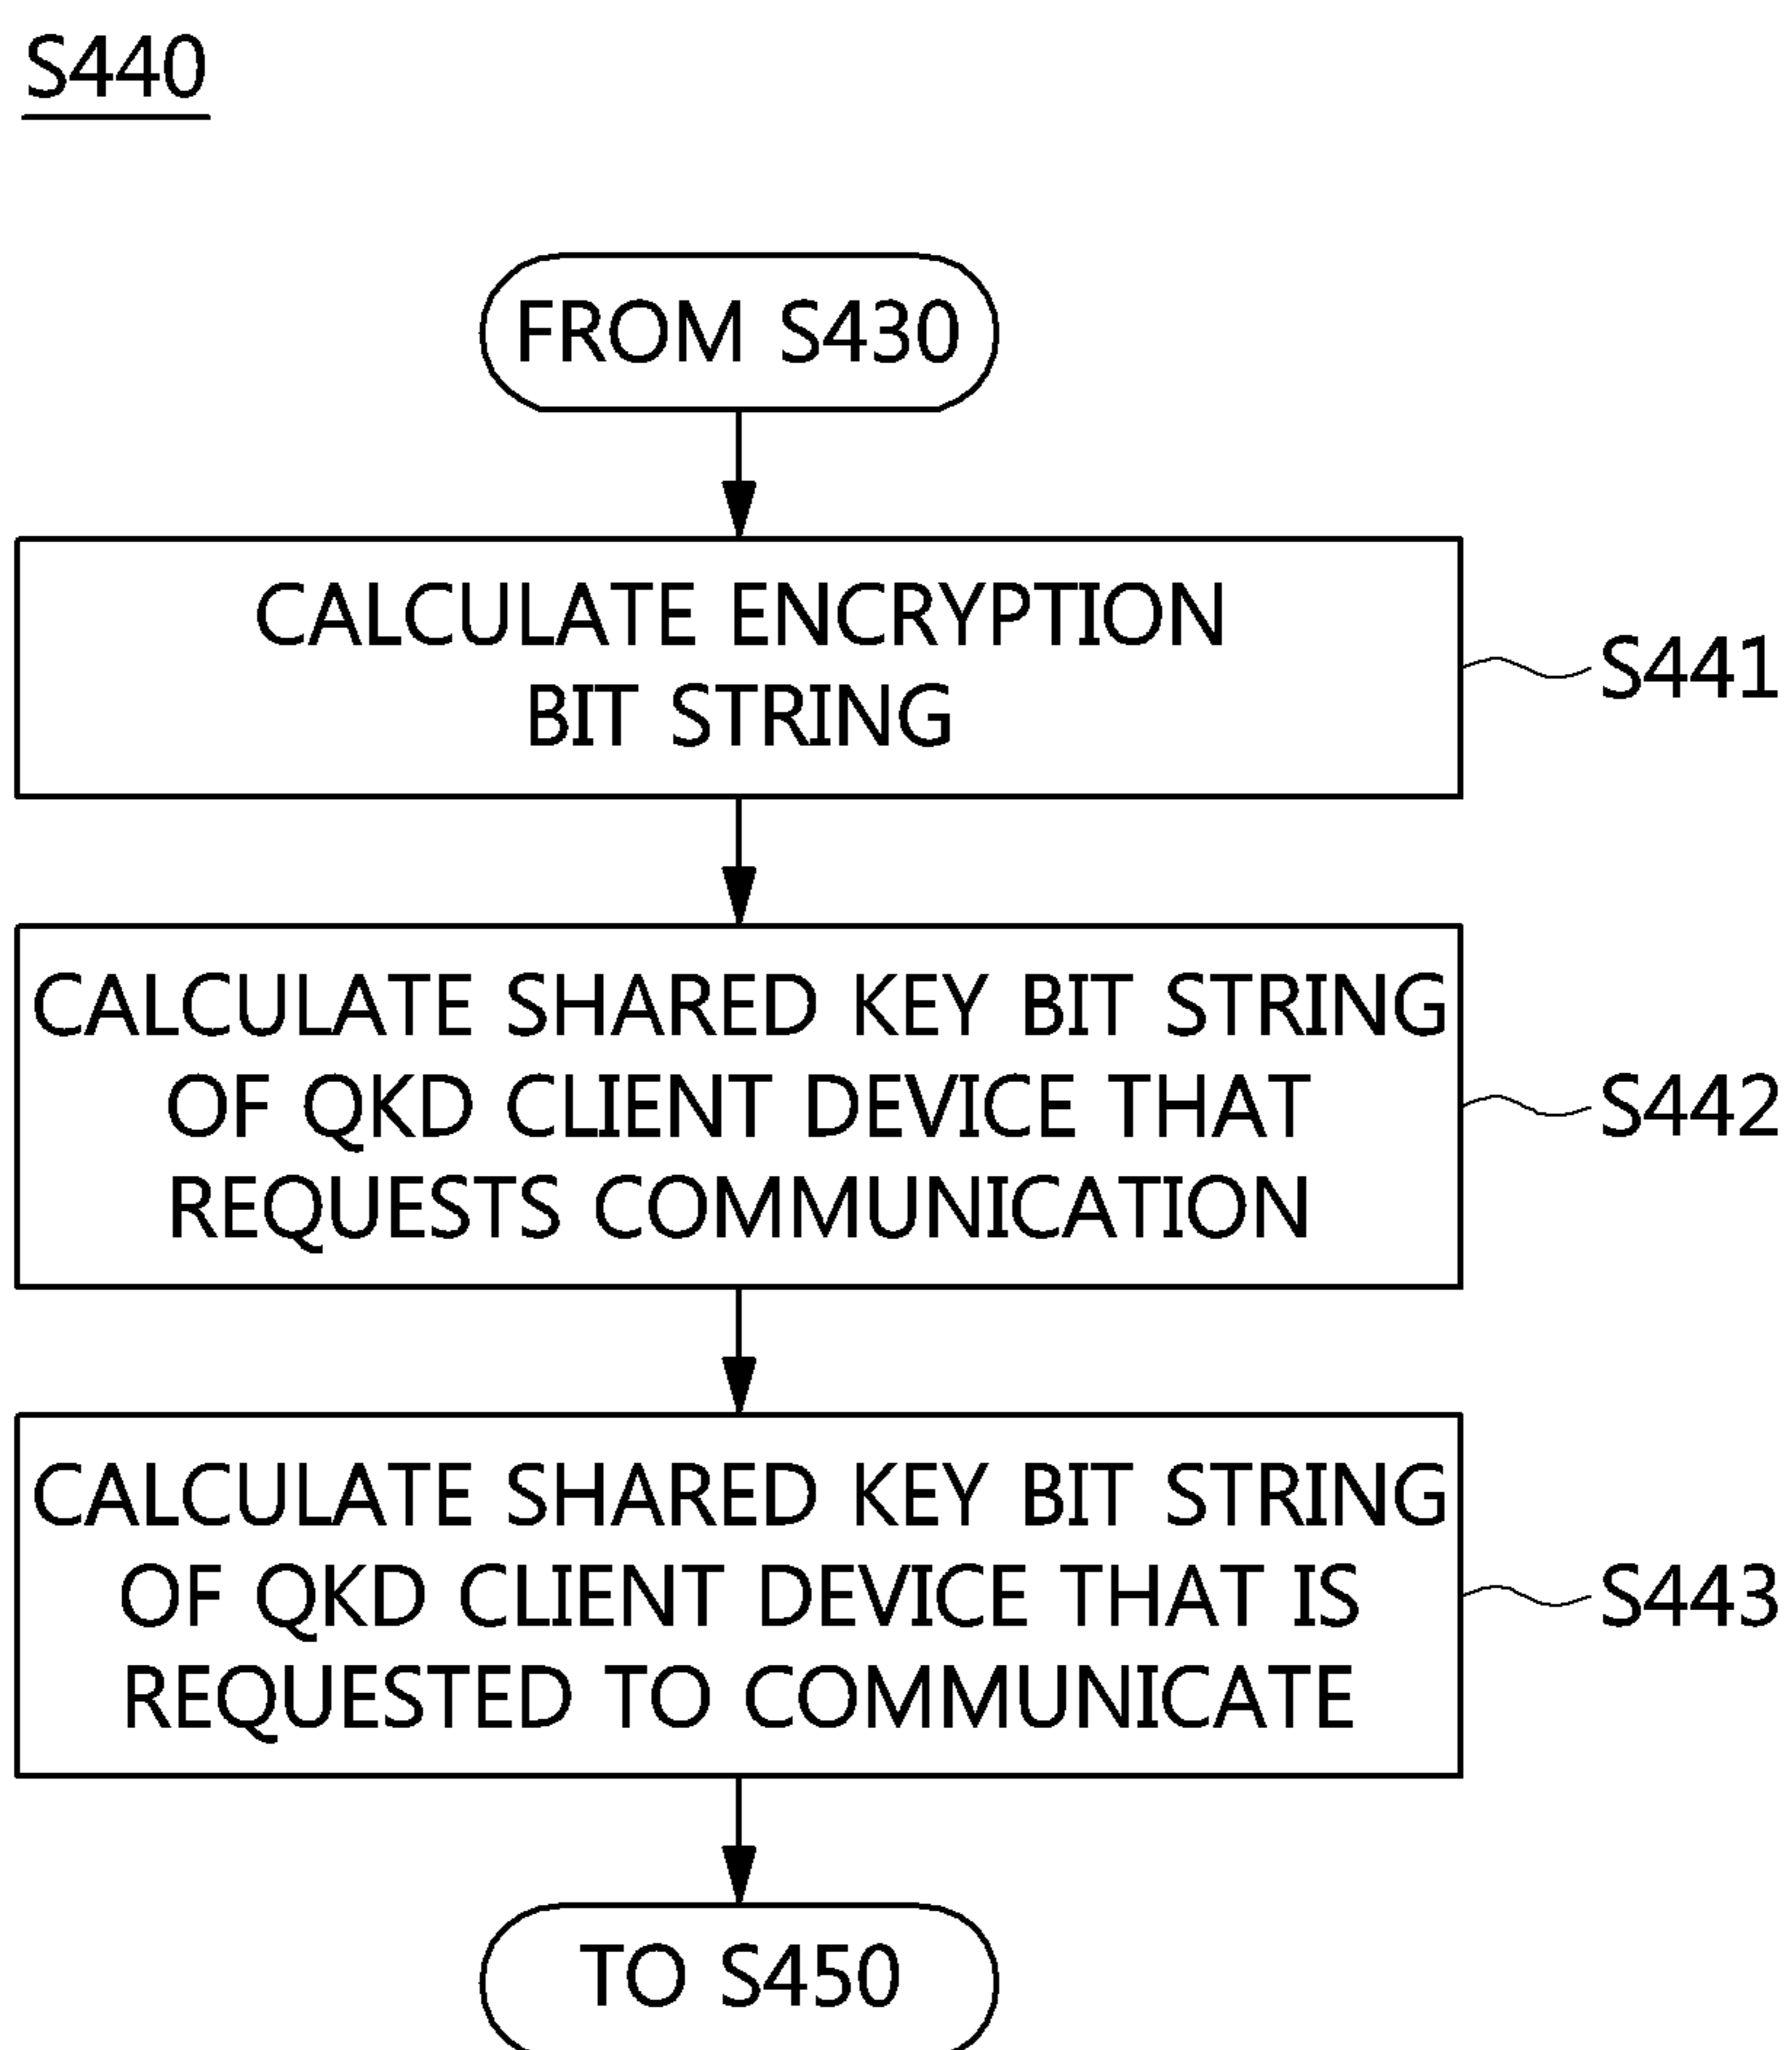 S440
FROM S430
CALCULATE ENCRYPTION
BIT STRING
S441
CALCULATE SHARED KEY BIT STRING
OF QKD CLIENT DEVICE THAT
REQUESTS COMMUNICATION
S442
CALCULATE SHARED KEY BIT STRING
OF QKD CLIENT DEVICE THAT IS
REQUESTED TO COMMUNICATE
S443
TO S450